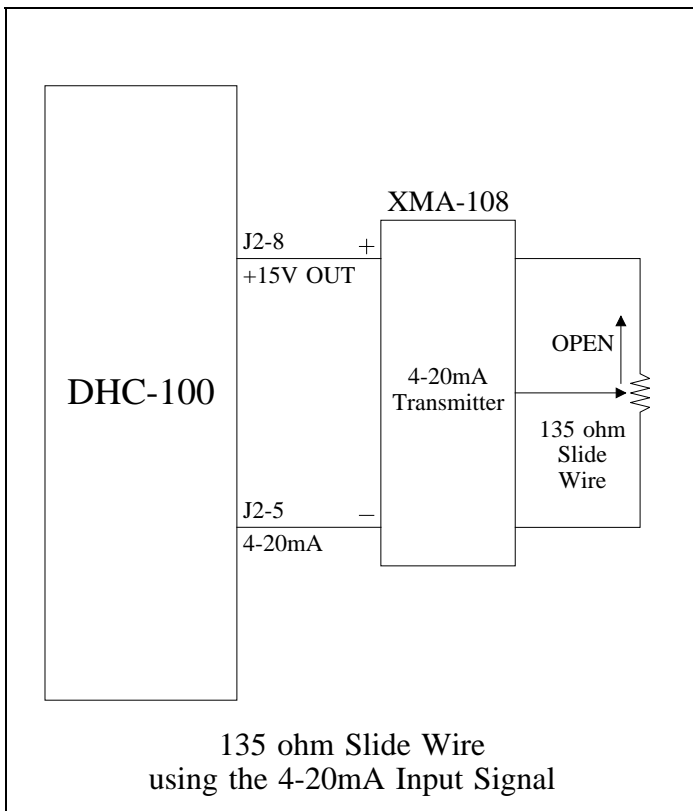 XMA-108
J2-8
+
+15V OUT
OPEN
DHC-100
4-20mA
Transmitter
135 ohm
Slide
Wire
J2-5
−
4-20mA
135 ohm Slide Wire
using the 4-20mA Input Signal